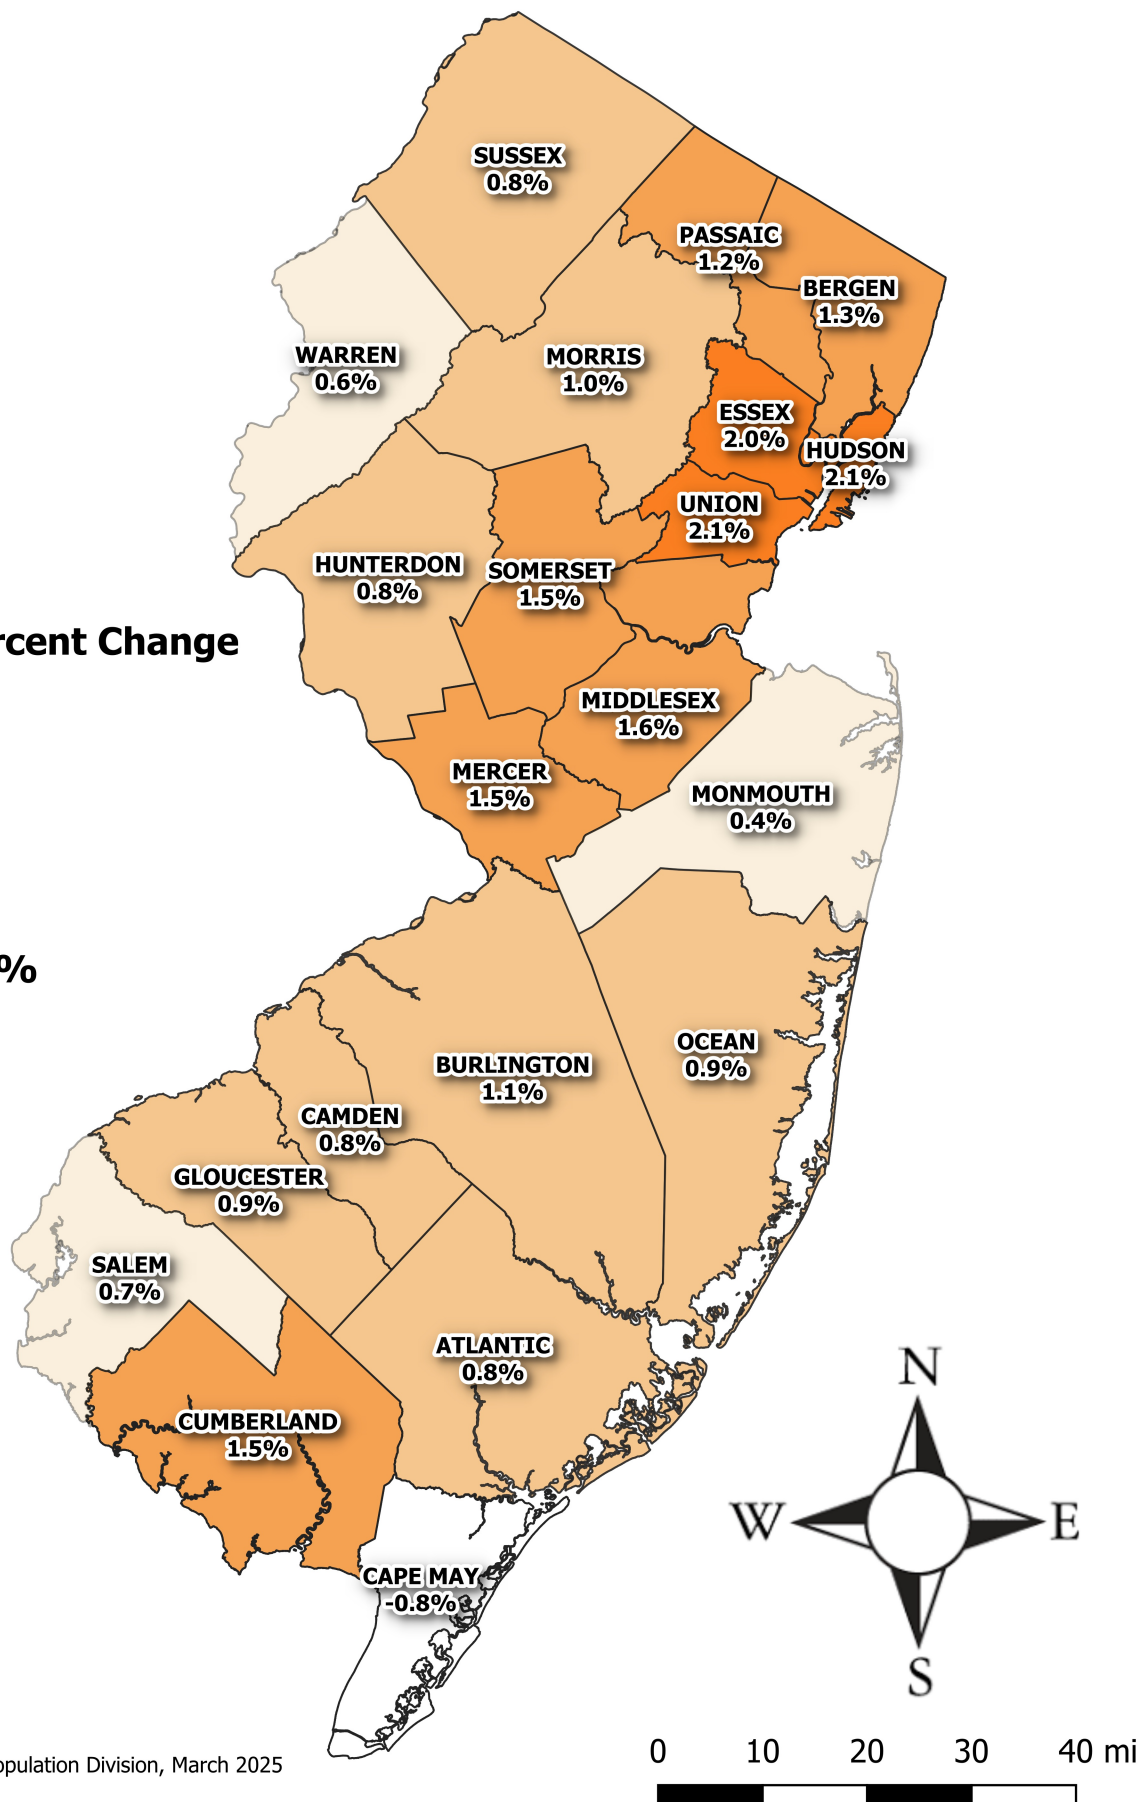 SUSSEX
0.8%
PASSAIC
1.2%
BERGEN
1.3%
WARREN
0.6%
MORRIS
1.0%
ESSEX
2.0%
HUDSON
2.1%
UNION
2.1%
HUNTERDON
0.8%
SOMERSET
1.5%
rcent Change
MIDDLESEX
1.6%
MERCER
1.5%
MONMOUTH
0.4%
%
OCEAN
0.9%
BURLINGTON
1.1%
CAMDEN
0.8%
GLOUCESTER
0.9%
SALEM
0.7%
ATLANTIC
0.8%
CUMBERLAND
1.5%
CAPE MAY
-0.8%
N
W E
S
opulation Division, March 2025
0 10 20 30 40 mi